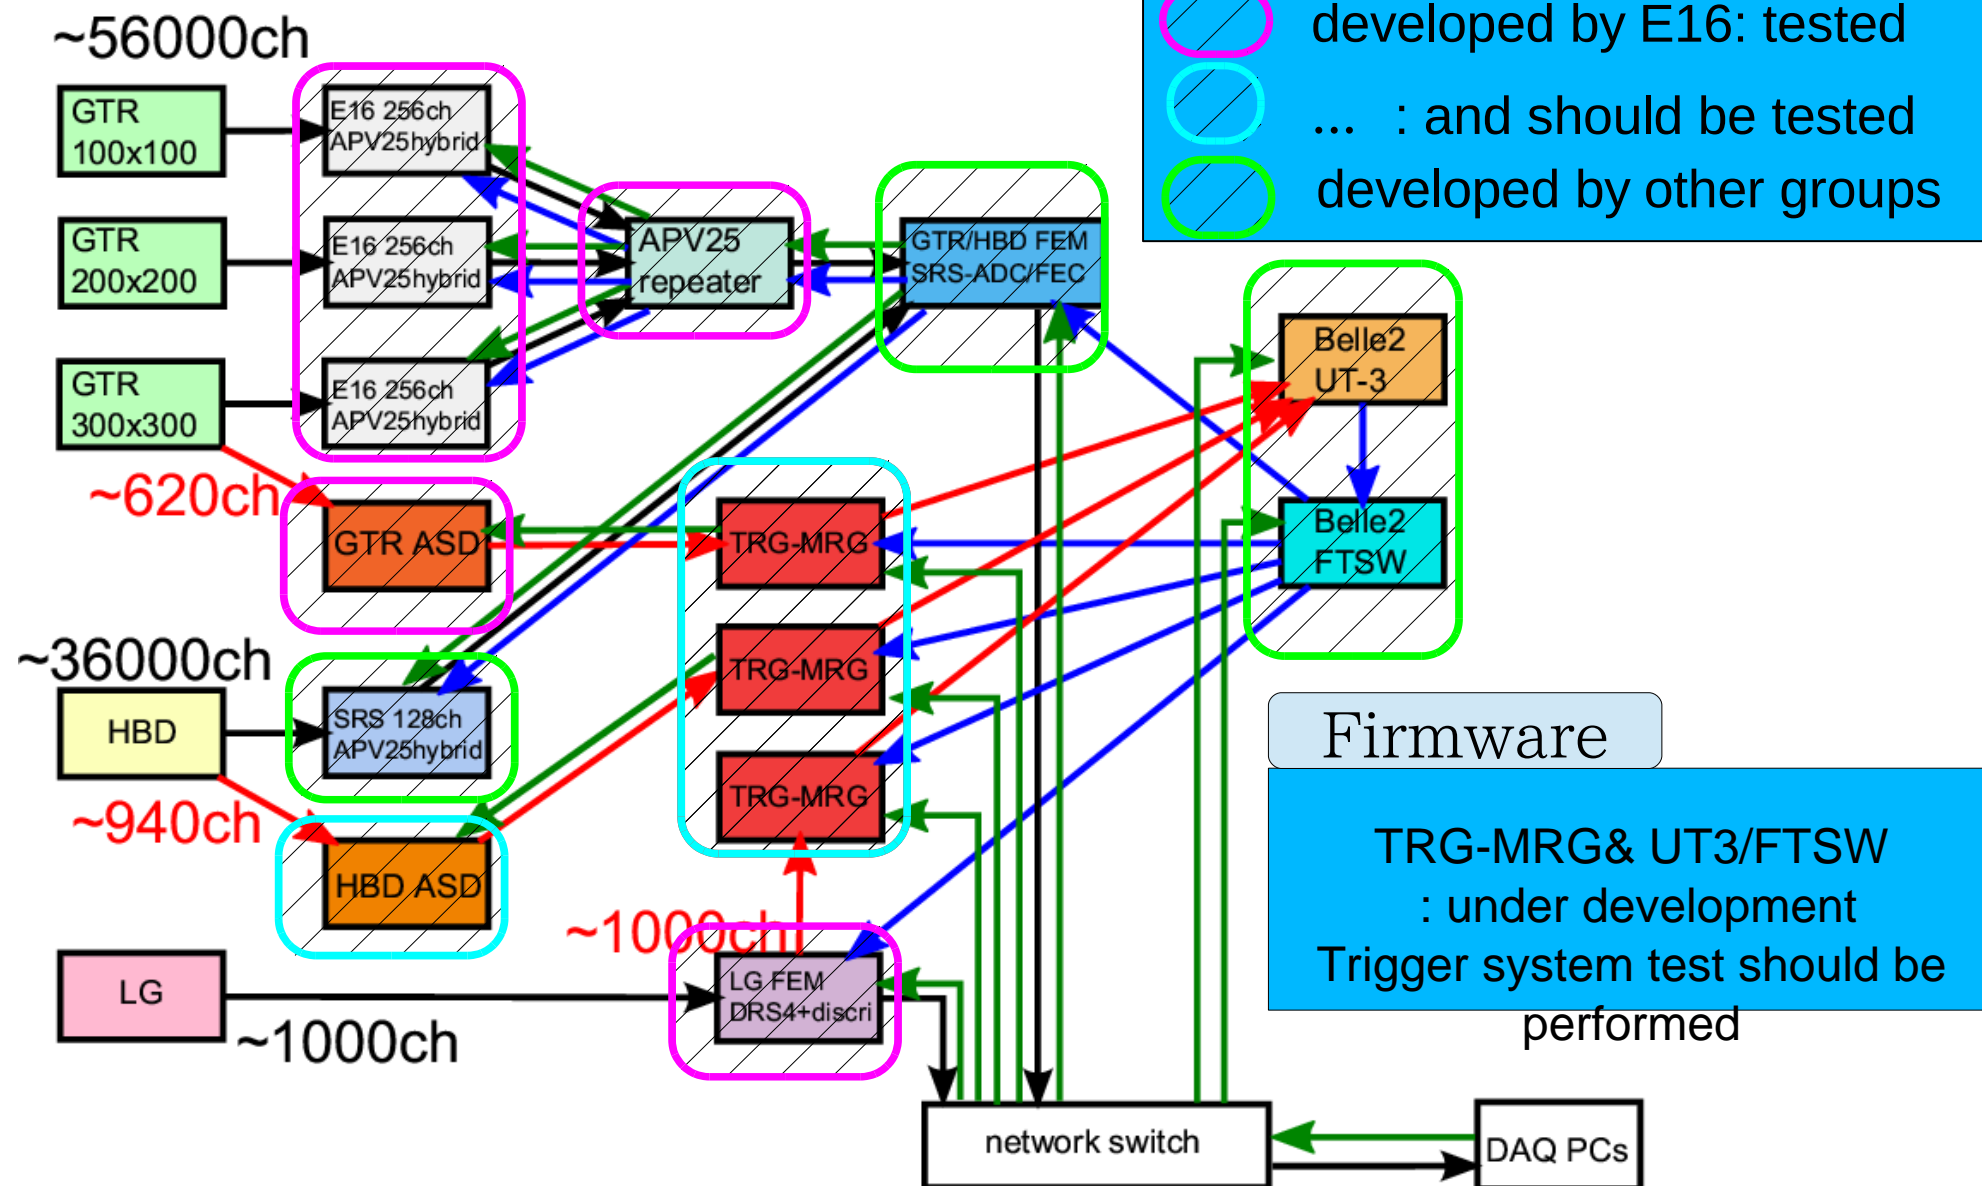 ~56000ch
developed by E16: tested
... : and should be tested
developed by other groups
GTR
100x100
E16 256ch
APV25hybrid
GTR
200x200
E16 256ch
APV25hybrid
APV25
repeater
GTR/HBD FEM
SRS-ADC/FEC
GTR
300x300
E16 256ch
APV25hybrid
Belle2
UT-3
~620ch
GTR ASD
TRG-MRG
Belle2
FTSW
~36000ch
HBD
SRS 128ch
APV25hybrid
TRG-MRG
~940ch
HBD ASD
TRG-MRG
Firmware
TRG-MRG& UT3/FTSW
: under development
Trigger system test should be
performed
~1000ch
LG
~1000ch
LG FEM
DRS4+discri
network switch
DAQ PCs